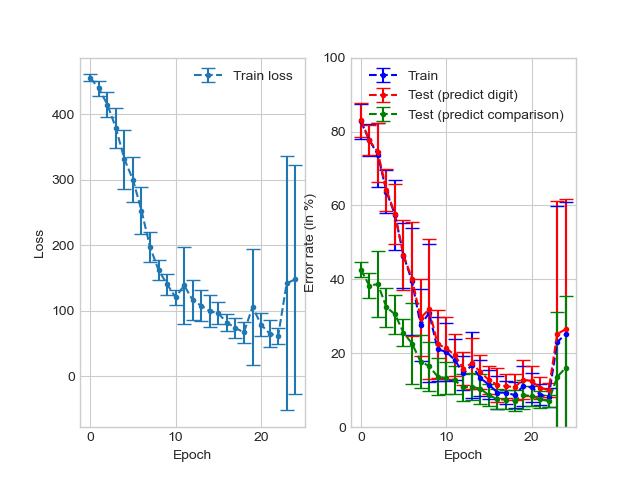 Train loss
400
300
200
100
0
Loss
0
10
20
Epoch
Train
Test (predict digit)
Test (predict comparison)
100
80
60
40
20
0
Error rate (in %)
0
10
20
Epoch